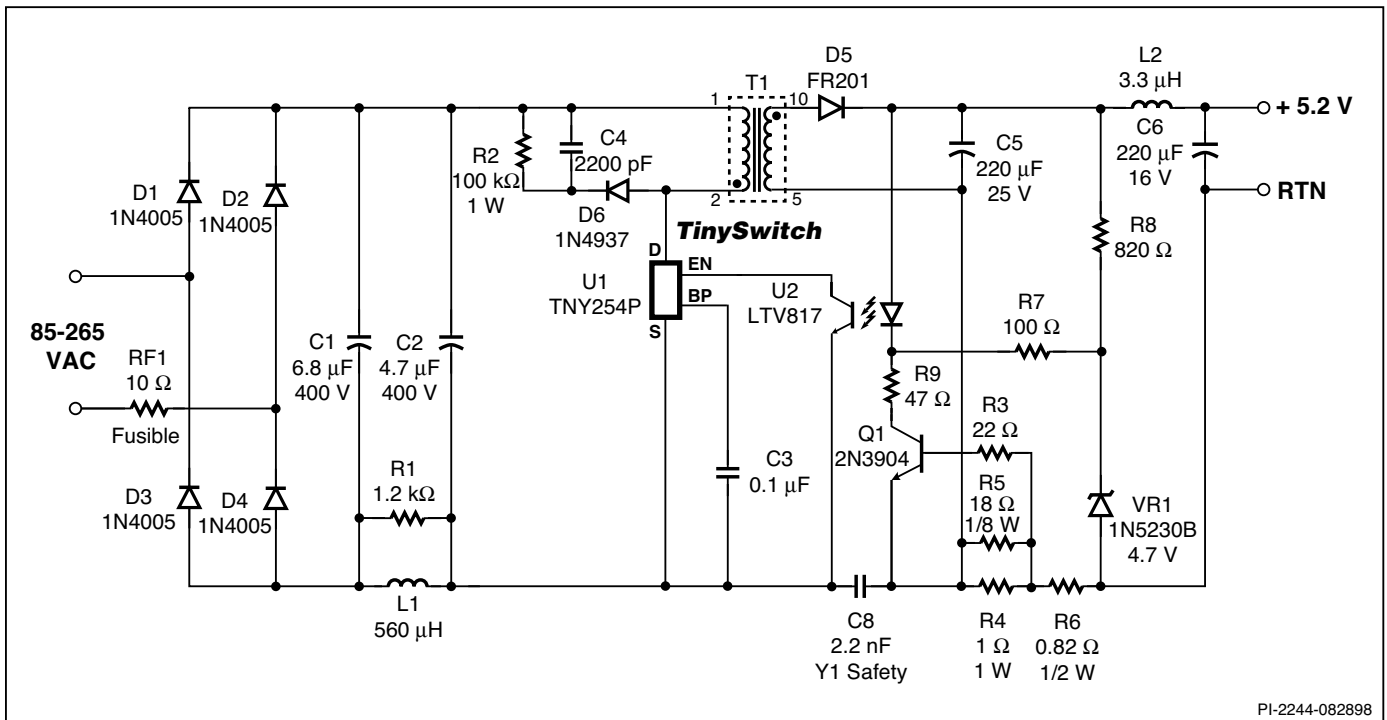 D5
FR201
L2
3.3 µH
T1
1
10
+ 5.2 V
C4
2200 pF
R2
100 kΩ
1 W
C5
220 µF
25 V
C6
220 µF
16 V
D1
1N4005
D2
1N4005
2
5
RTN
D6
1N4937
TinySwitch
R8
820 Ω
D
EN
BP
S
U1
TNY254P
U2
LTV817
R7
100 Ω
85-265
VAC
RF1
10 Ω
Fusible
C1
6.8 µF
400 V
C2
4.7 µF
400 V
R9
47 Ω
R3
22 Ω
Q1
2N3904
C3
0.1 µF
R1
1.2 kΩ
R5
18 Ω
1/8 W
D3
1N4005
D4
1N4005
VR1
1N5230B
4.7 V
L1
560 µH
C8
2.2 nF
Y1 Safety
R4
1 Ω
1 W
R6
0.82 Ω
1/2 W
PI-2244-082898